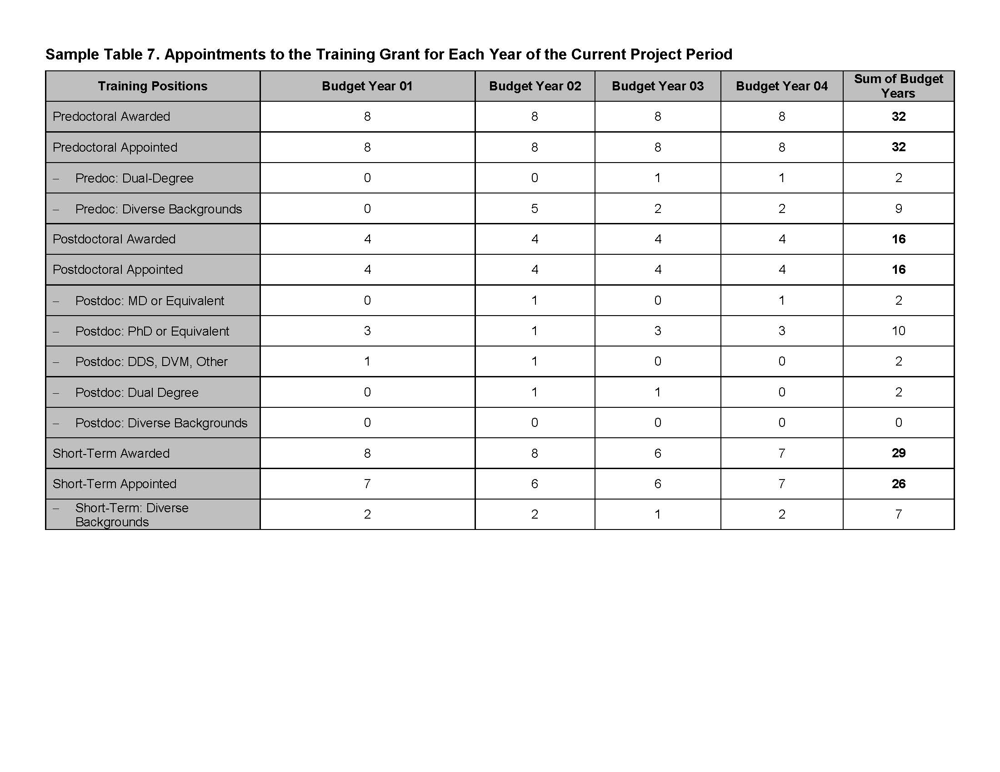 Sample Table 7. Appointments to the Training Grant for Each Year of the Current Project Period
Training Positions Budget Year 01 Budget Year 02 Budget Year 03 Budget Year 04 Sum of Budget
Years
Predoctoral Awarded 8 8 8 8 32
Predoctoral Appointed 8 8 8 8 32
– Predoc: Dual-Degree 0 0 1 1 2
– Predoc: Diverse Backgrounds 0 5 2 2 9
Postdoctoral Awarded 4 4 4 4 16
Postdoctoral Appointed 4 4 4 4 16
– Postdoc: MD or Equivalent 0 1 0 1 2
– Postdoc: PhD or Equivalent 3 1 3 3 10
– Postdoc: DDS, DVM, Other 1 1 0 0 2
– Postdoc: Dual Degree 0 1 1 0 2
– Postdoc: Diverse Backgrounds 0 0 0 0 0
Short-Term Awarded 8 8 6 7 29
Short-Term Appointed 7 6 6 7 26
– Short-Term: Diverse
Backgrounds 2 2 1 2 7